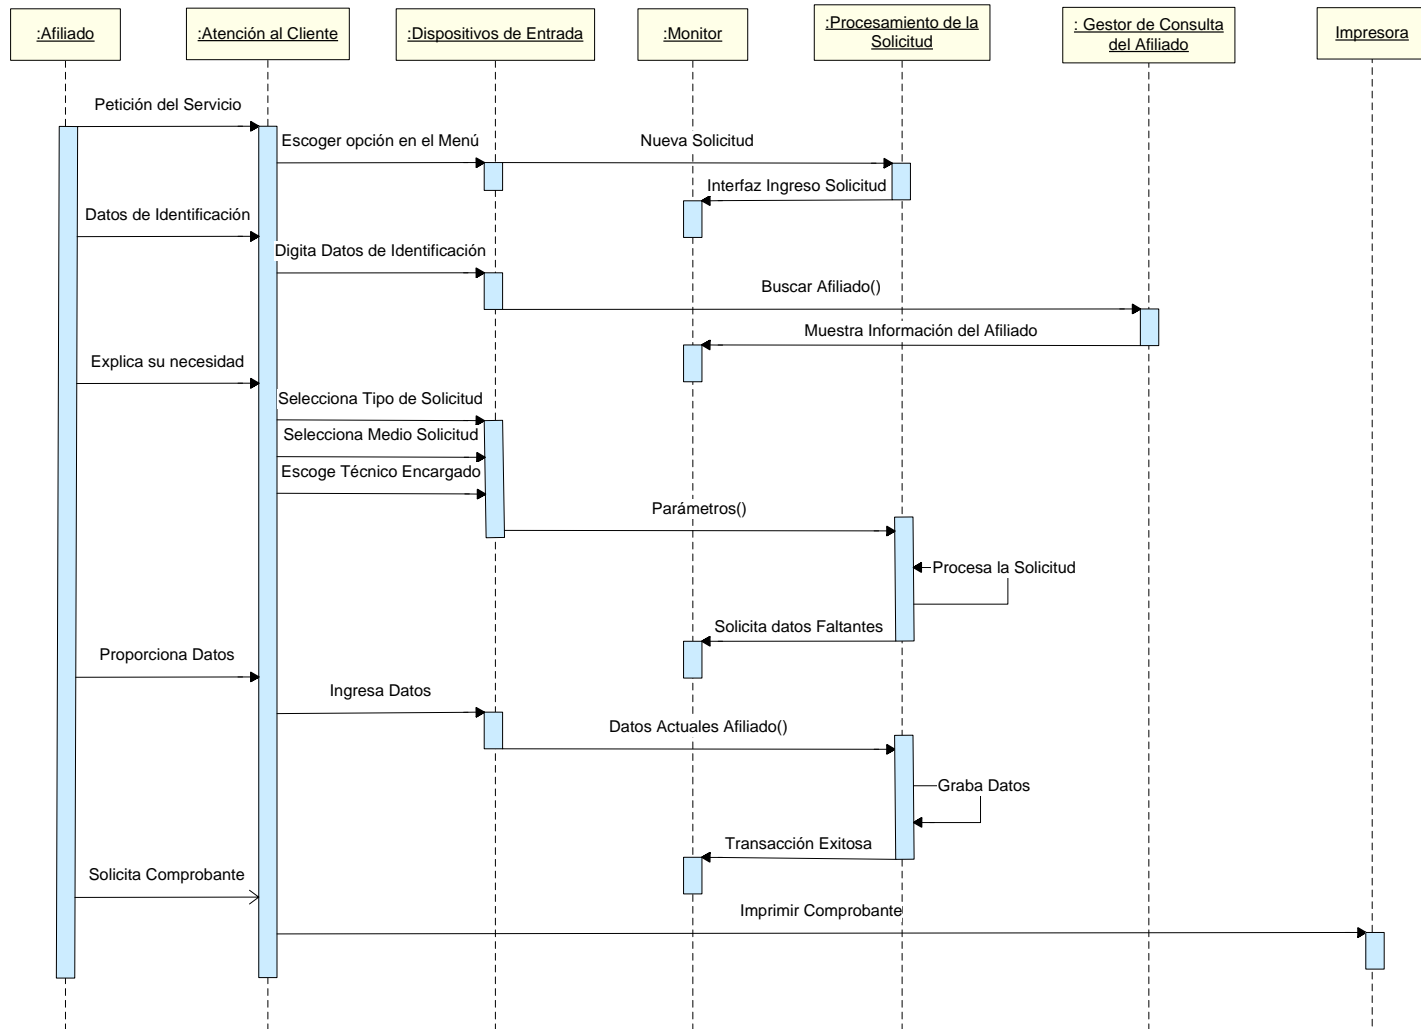 :Afiliado
:Atención al Cliente
:Dispositivos de Entrada
:Monitor
:Procesamiento de la
Solicitud
: Gestor de Consulta
del Afiliado
Impresora
Petición del Servicio
Escoger opción en el Menú
Nueva Solicitud
Interfaz Ingreso Solicitud
Datos de Identificación
Digita Datos de Identificación
Buscar Afiliado()
Muestra Información del Afiliado
Explica su necesidad
Selecciona Tipo de Solicitud
Selecciona Medio Solicitud
Escoge Técnico Encargado
Parámetros()
Procesa la Solicitud
Solicita datos Faltantes
Proporciona Datos
Ingresa Datos
Datos Actuales Afiliado()
Graba Datos
Transacción Exitosa
Solicita Comprobante
Imprimir Comprobante